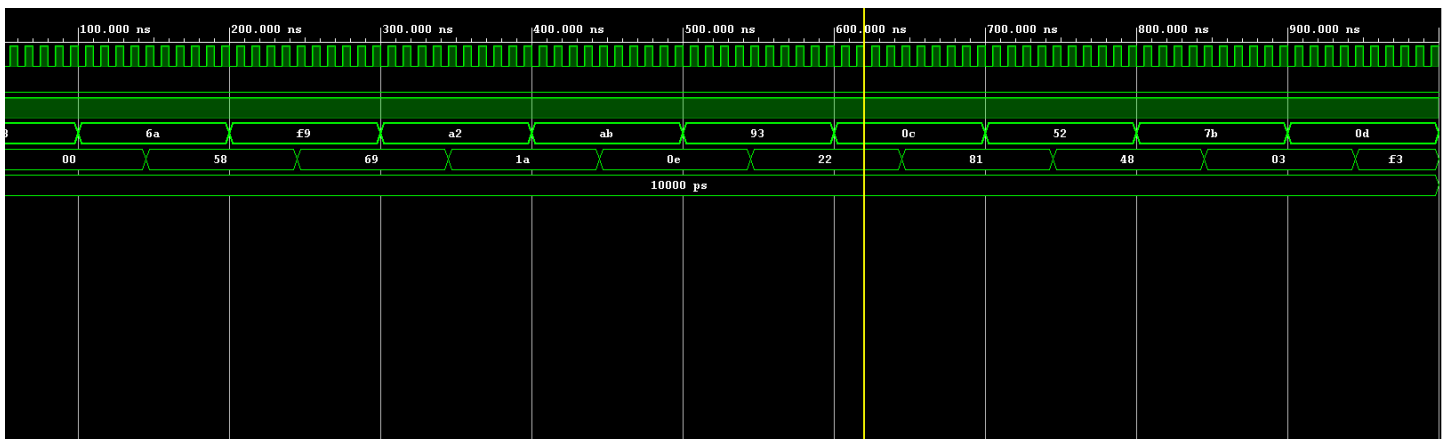 100.000 ns 200.000 ns 300.000 ns 400.000 ns 500.000 ns 600.000 ns 700.000 ns 800.000 ns 900.000 ns
6a f9 a2 ab 93 0c 52 7b 0d
00 58 69 1a 0e 22 81 48 03 f3
10000 ps